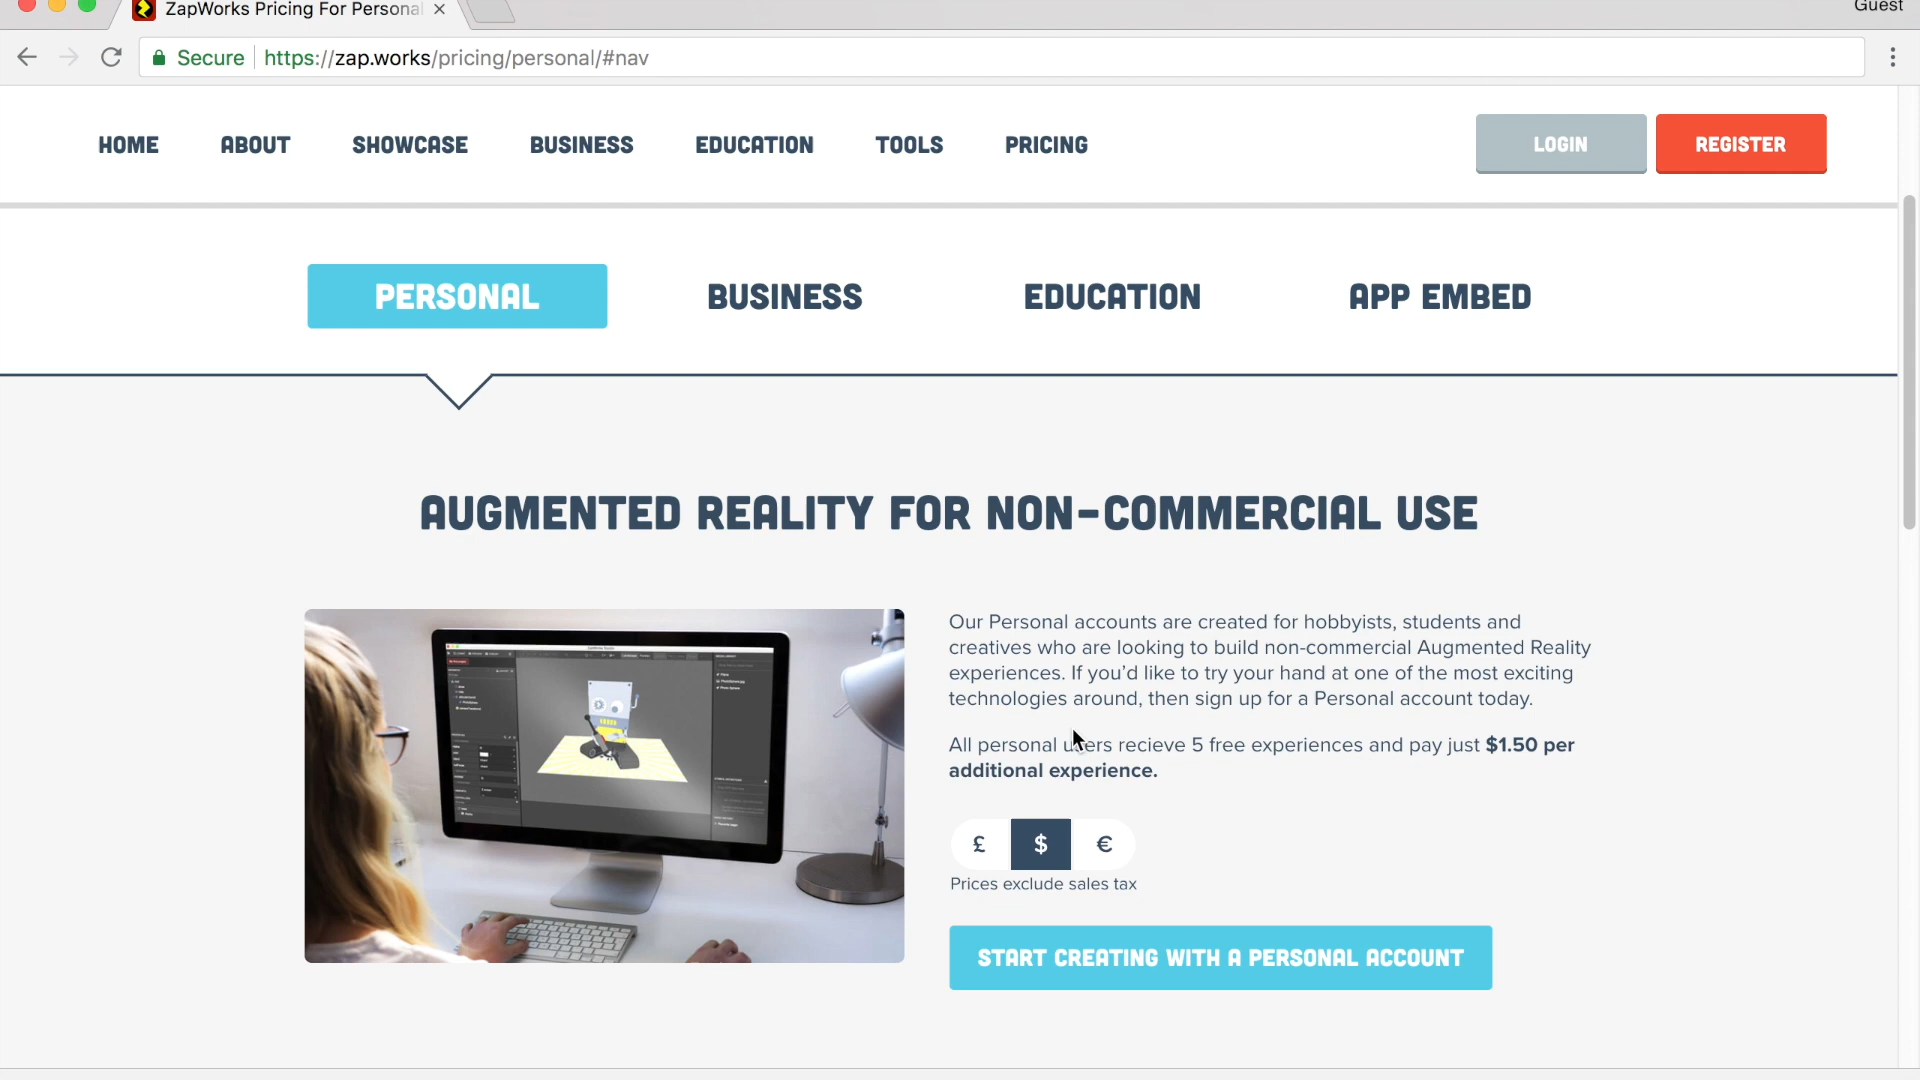 Guest
ZapWorks Pricing For Personal
Secure https://zap.works/pricing/personal/#nav
HOME ABOUT SHOWCASE BUSINESS EDUCATION TOOLS PRICING LOGIN REGISTER
PERSONAL BUSINESS EDUCATION APP EMBED
AUGMENTED REALITY FOR NON-COMMERCIAL USE
Our Personal accounts are created for hobbyists, students and
creatives who are looking to build non-commercial Augmented Reality
experiences. If you'd like to try your hand at one of the most exciting
technologies around, then sign up for a Personal account today.
All personal users recieve 5 free experiences and pay just $1.50 per
additional experience.
£ $ €
Prices exclude sales tax
START CREATING WITH A PERSONAL ACCOUNT